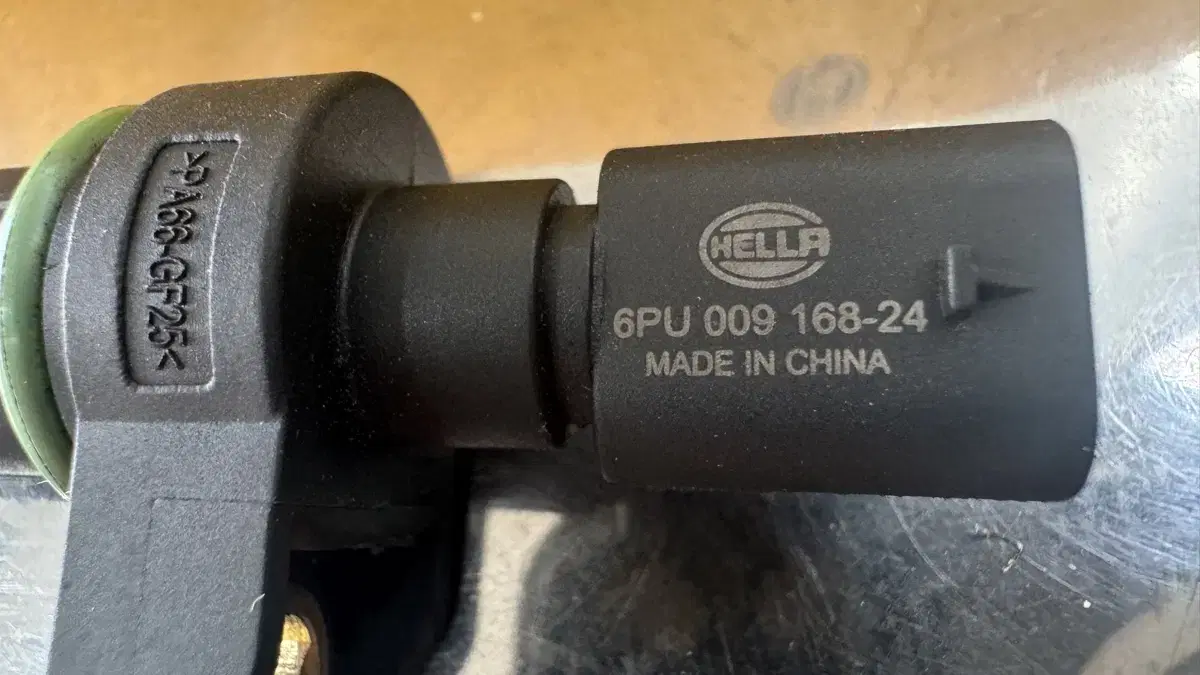 >PA66-GF25<
HELLA
6PU 009 168-24
MADE IN CHINA